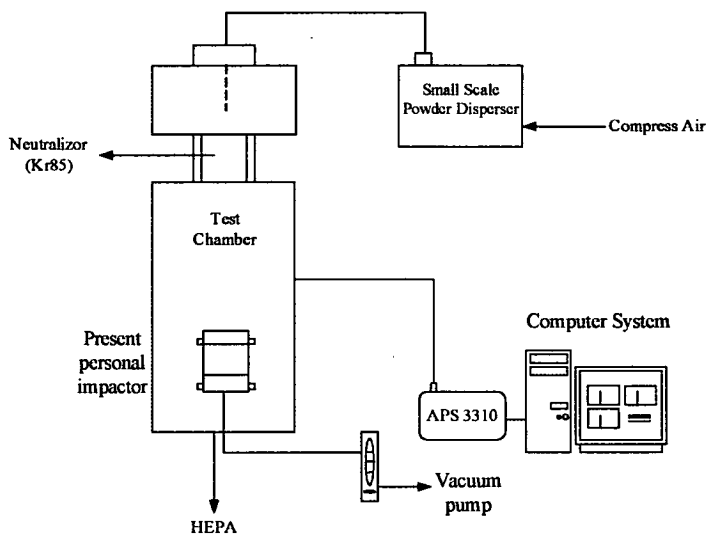 Small Scale
Powder Disperser
Compress Air
Neutralizor
(Kr85)
Test
Chamber
Present
personal
impactor
Computer System
APS 3310
Vacuum
pump
HEPA